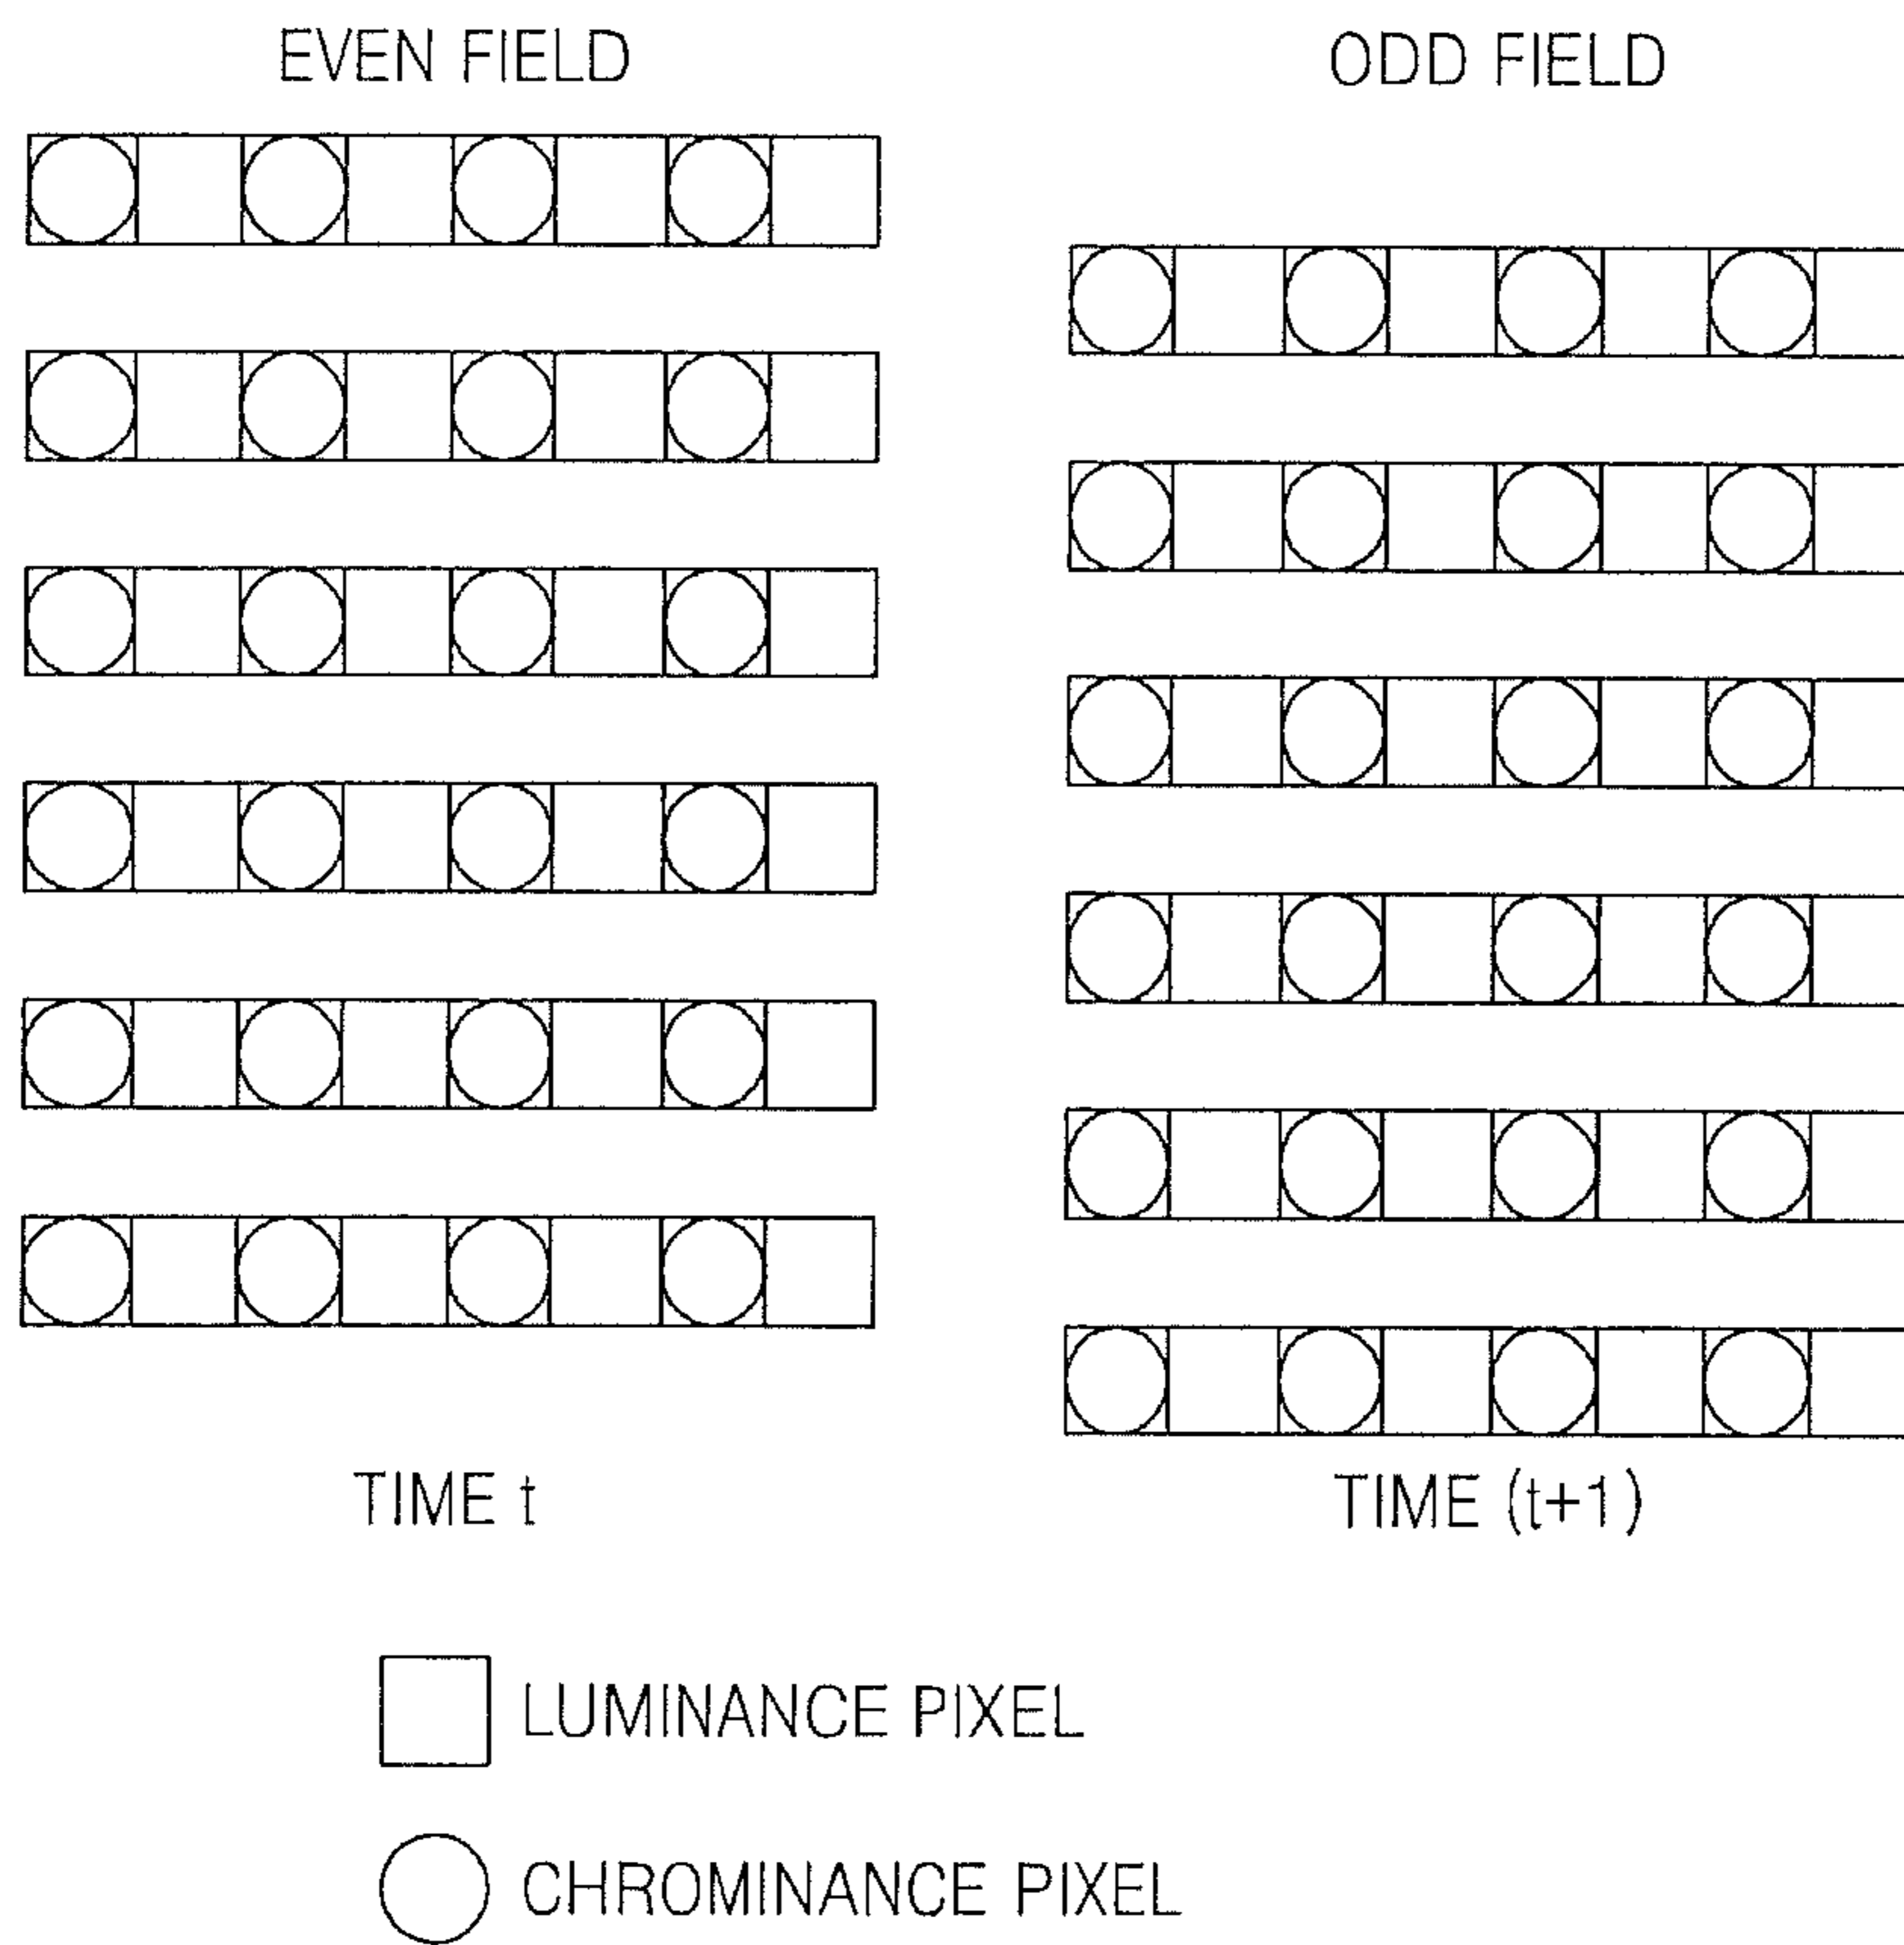 EVEN FIELD
ODD FIELD
TIME t
TIME (t+1)
LUMINANCE PIXEL
CHROMINANCE PIXEL